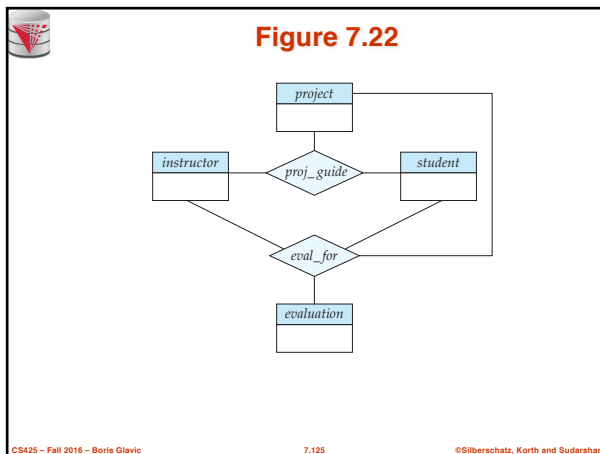 Figure 7.22
project
instructor
proj_guide
student
eval_for
evaluation
CS425 – Fall 2016 – Boris Glavic
7.125
©Silberschatz, Korth and Sudarshan